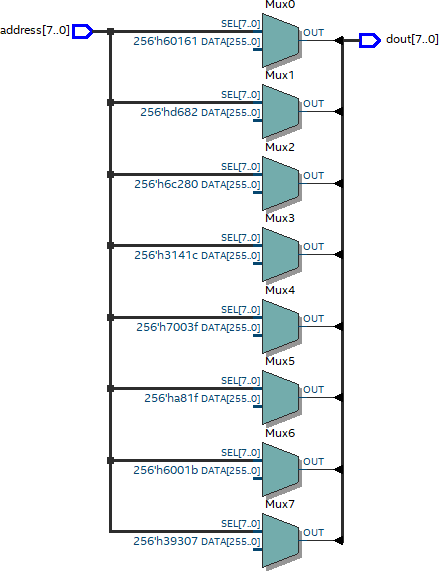 Mux0
address[7..0]
SEL[7..0]
256'h60161 DATA[255..0]
OUT
dout[7..0]
Mux1
SEL[7..0]
256'hd682 DATA[255..0]
OUT
Mux2
SEL[7..0]
256'h6c280 DATA[255..0]
OUT
Mux3
SEL[7..0]
256'h3141c DATA[255..0]
OUT
Mux4
SEL[7..0]
256'h7003f DATA[255..0]
OUT
Mux5
SEL[7..0]
256'ha81f DATA[255..0]
OUT
Mux6
SEL[7..0]
256'h6001b DATA[255..0]
OUT
Mux7
SEL[7..0]
256'h39307 DATA[255..0]
OUT